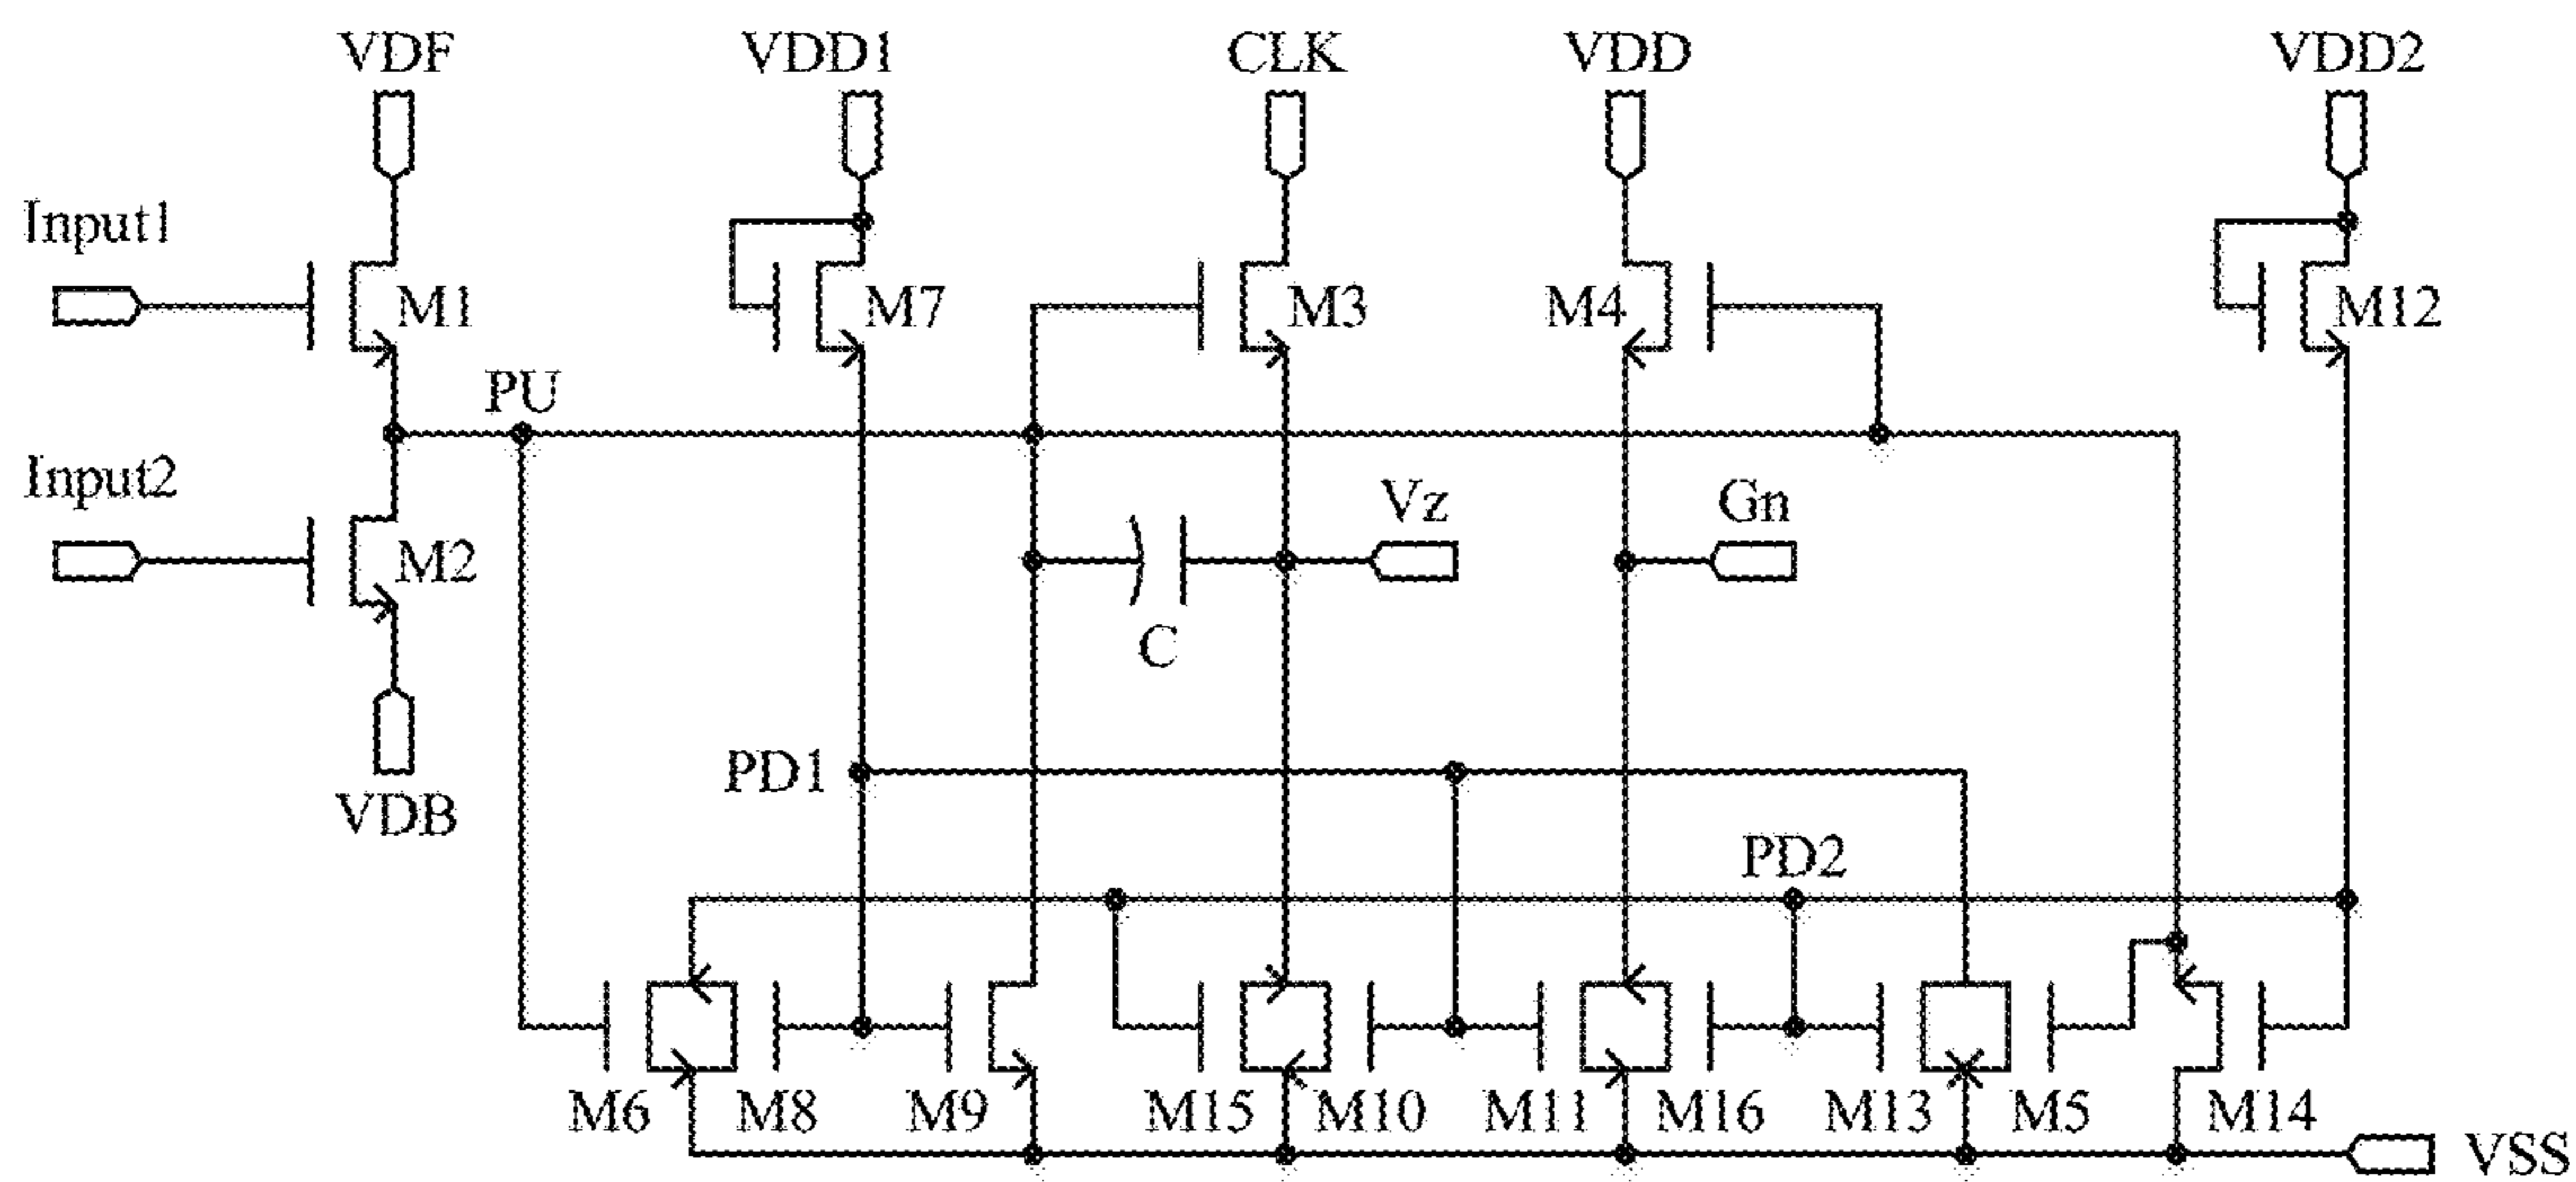 VDF VDD1 CLK VDD VDD2
Input1
M1 M7 M3 M4 M12
PU
Input2 Vz Gn
M2
C
PD1
VDB
PD2
M6 M8 M9 M15 M10 M11 M16 M13 M5 M14
VSS